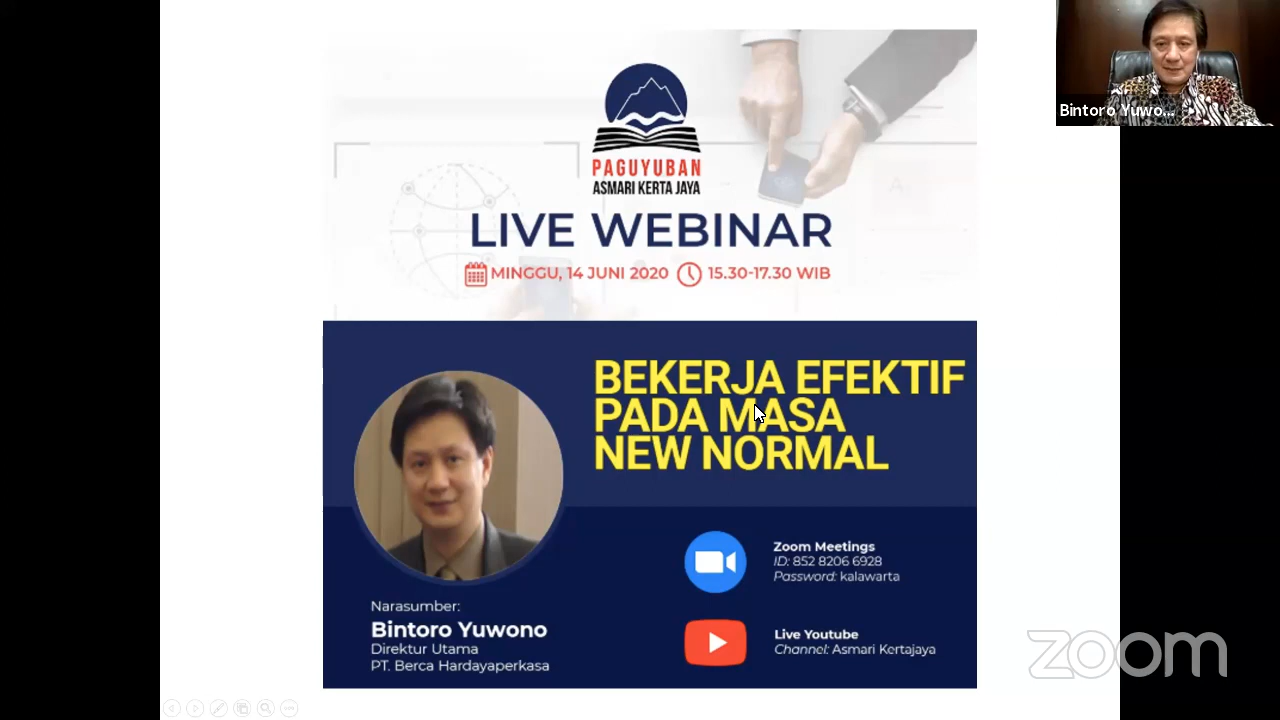 Bintoro Yuwo...
PAGUYUBAN
ASMARI KERTA JAYA
LIVE WEBINAR
MINGGU, 14 JUNI 2020 15.30-17.30 WIB
BEKERJA EFEKTIF
PADA MASA
NEW NORMAL
Narasumber:
Bintoro Yuwono
Direktur Utama
PT. Berca Hardayaperkasa
Zoom Meetings
ID: 852 8206 6928
Password: kalawarta
Live Youtube
Channel: Asmari Kertajaya
zoom